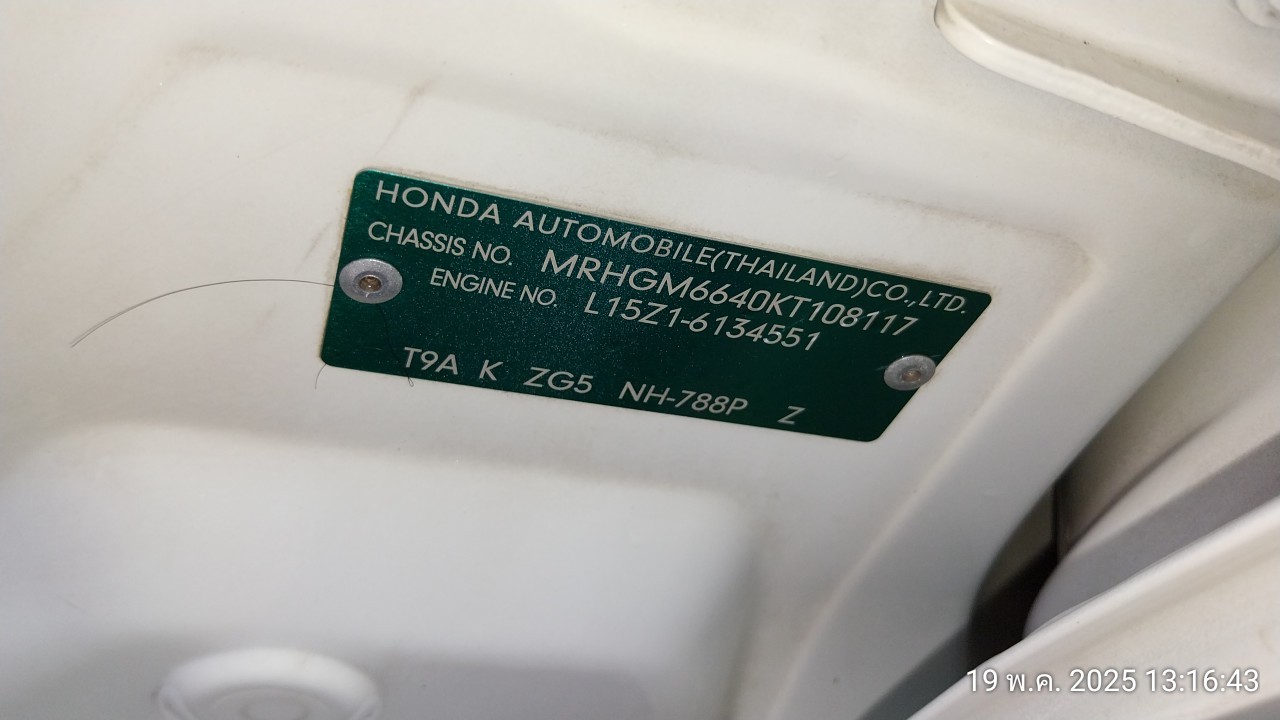 HONDA AUTOMOBILE(THAILAND)CO.,LTD.
CHASSIS NO. MRHGM6640KT108117
ENGINE NO. L15Z1-6134551
T9A K ZG5 NH-788P Z
19 พ.ค. 2025 13:16:43